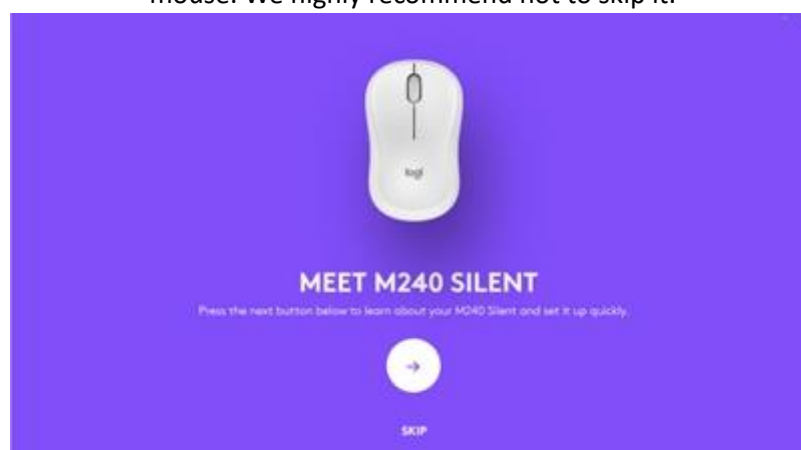 mouse. We highly recommend not to skip it.
logi
MEET M240 SILENT
Press the next button below to learn about your M240 Silent and set it up quickly.
SKIP